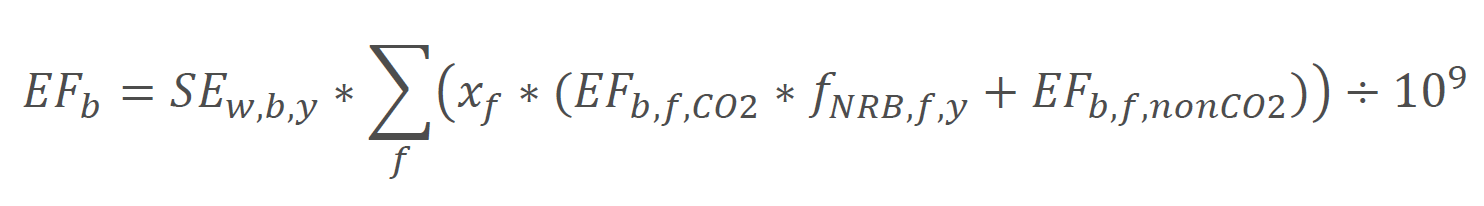 EF_b = SE_{w,b,y} * ∑_f (x_f * (EF_{b,f,CO2} * f_{NRB,f,y} + EF_{b,f,nonCO2})) ÷ 10^9